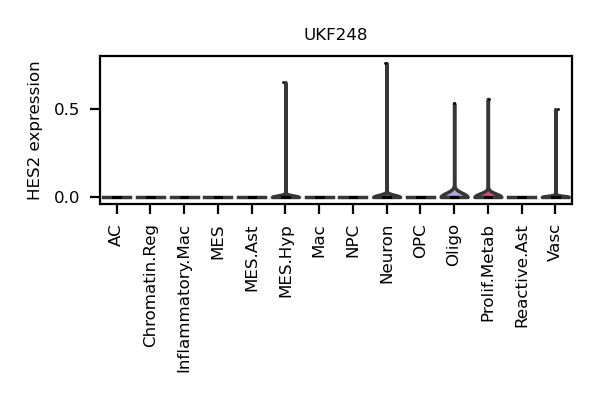 UKF248
HES2 expression
0.5
0.0
AC
Chromatin.Reg
Inflammatory.Mac
MES
MES.Ast
MES.Hyp
Mac
NPC
Neuron
OPC
Oligo
Prolif.Metab
Reactive.Ast
Vasc